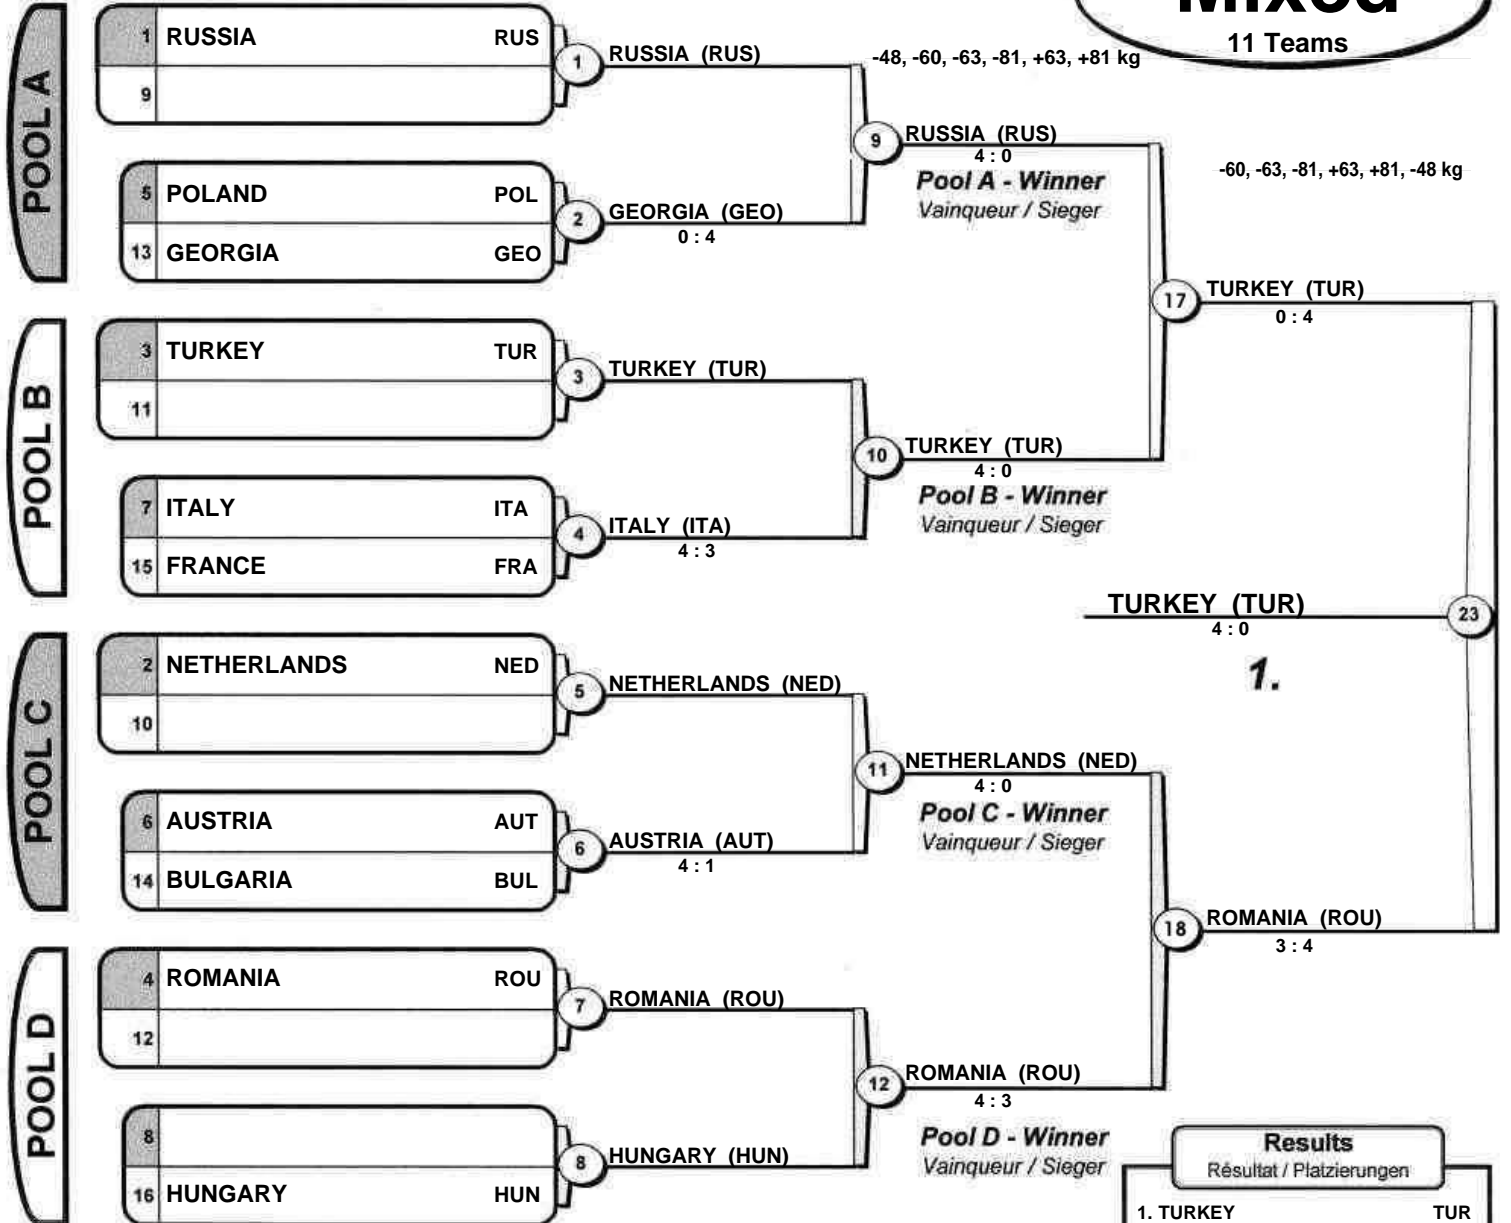 Mixed
11 Teams
-48, -60, -63, -81, +63, +81 kg
-60, -63, -81, +63, +81, -48 kg
POOL A
1 RUSSIA RUS
9
5 POLAND POL
13 GEORGIA GEO
1 RUSSIA (RUS)
2 GEORGIA (GEO)
0 : 4
9 RUSSIA (RUS)
4 : 0
Pool A - Winner
Vainqueur / Sieger
POOL B
3 TURKEY TUR
11
7 ITALY ITA
15 FRANCE FRA
3 TURKEY (TUR)
4 ITALY (ITA)
4 : 3
10 TURKEY (TUR)
4 : 0
Pool B - Winner
Vainqueur / Sieger
17 TURKEY (TUR)
0 : 4
TURKEY (TUR) 23
4 : 0
1.
POOL C
2 NETHERLANDS NED
10
6 AUSTRIA AUT
14 BULGARIA BUL
5 NETHERLANDS (NED)
6 AUSTRIA (AUT)
4 : 1
11 NETHERLANDS (NED)
4 : 0
Pool C - Winner
Vainqueur / Sieger
POOL D
4 ROMANIA ROU
12
8
16 HUNGARY HUN
7 ROMANIA (ROU)
8 HUNGARY (HUN)
12 ROMANIA (ROU)
4 : 3
Pool D - Winner
Vainqueur / Sieger
18 ROMANIA (ROU)
3 : 4
Results
Résultat / Platzierungen
1. TURKEY TUR